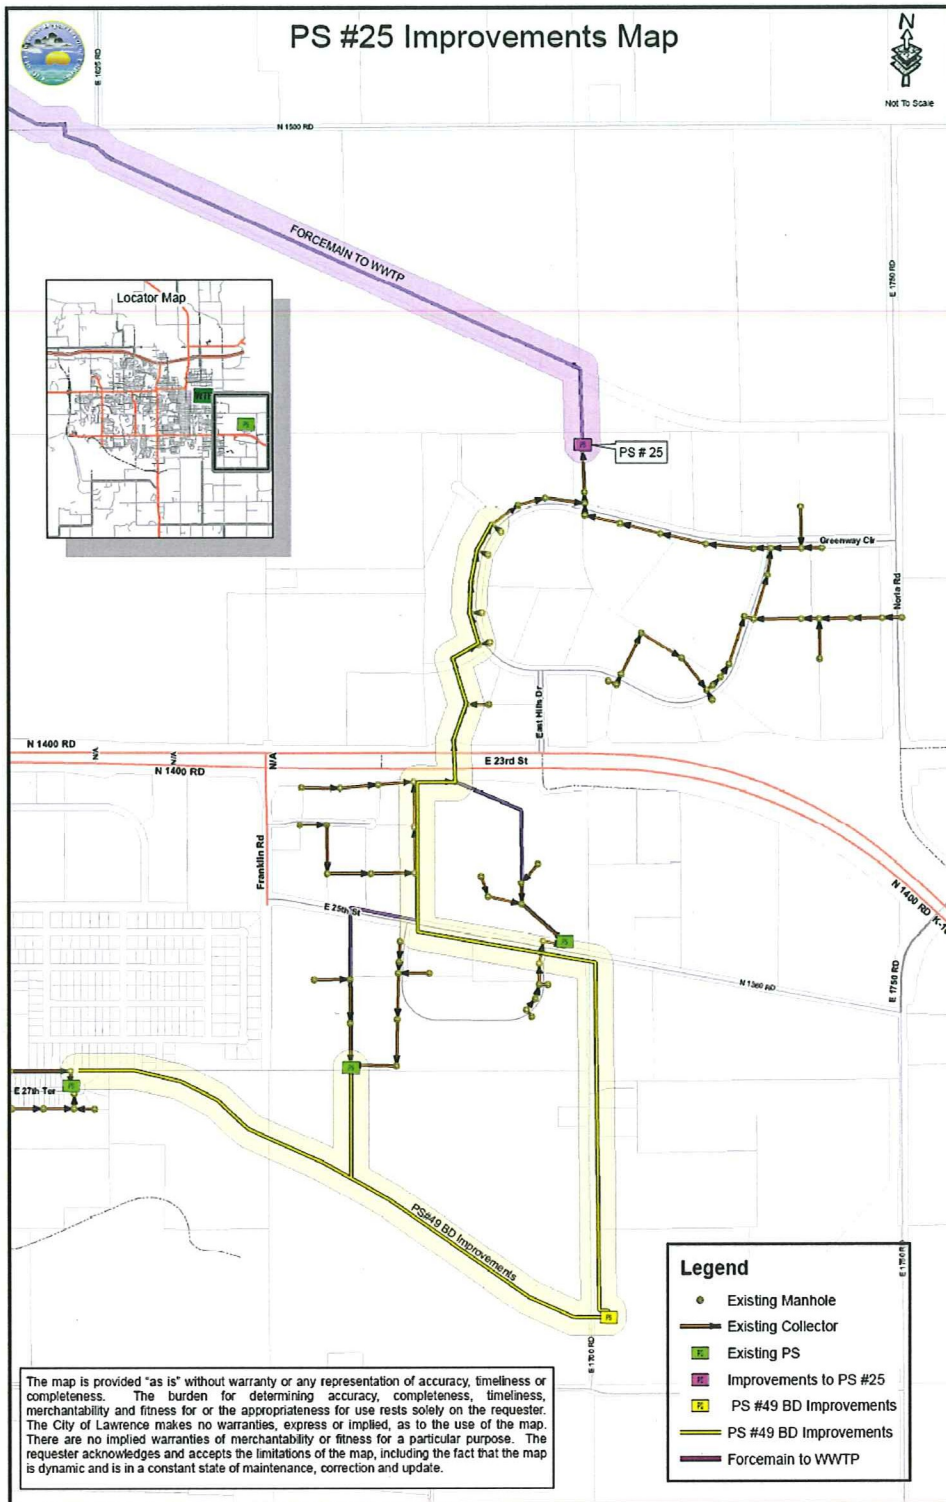 PS #25 Improvements Map
N
Not To Scale
E 1625 RD
N 1500 RD
FORCEMAIN TO WWTP
E 1750 RD
Locator Map
PS
PS
PS # 25
Greenway Cir
Noria Rd
East Hills Dr
N 1400 RD
N/A
N/A
N/A
N 1400 RD
E 23rd St
Franklin Rd
N 1400 RD
E 25th St
PS
N 1360 RD
E 1750 RD
PS
E 27th Ter
PS
PS#49 BD Improvements
PS
E 1700 RD
E 1750 RD
Legend
Existing Manhole
Existing Collector
Existing PS
Improvements to PS #25
PS #49 BD Improvements
PS #49 BD Improvements
Forcemain to WWTP
The map is provided "as is" without warranty or any representation of accuracy, timeliness or
completeness. The burden for determining accuracy, completeness, timeliness,
merchantability and fitness for or the appropriateness for use rests solely on the requester.
The City of Lawrence makes no warranties, express or implied, as to the use of the map.
There are no implied warranties of merchantability or fitness for a particular purpose. The
requester acknowledges and accepts the limitations of the map, including the fact that the map
is dynamic and is in a constant state of maintenance, correction and update.